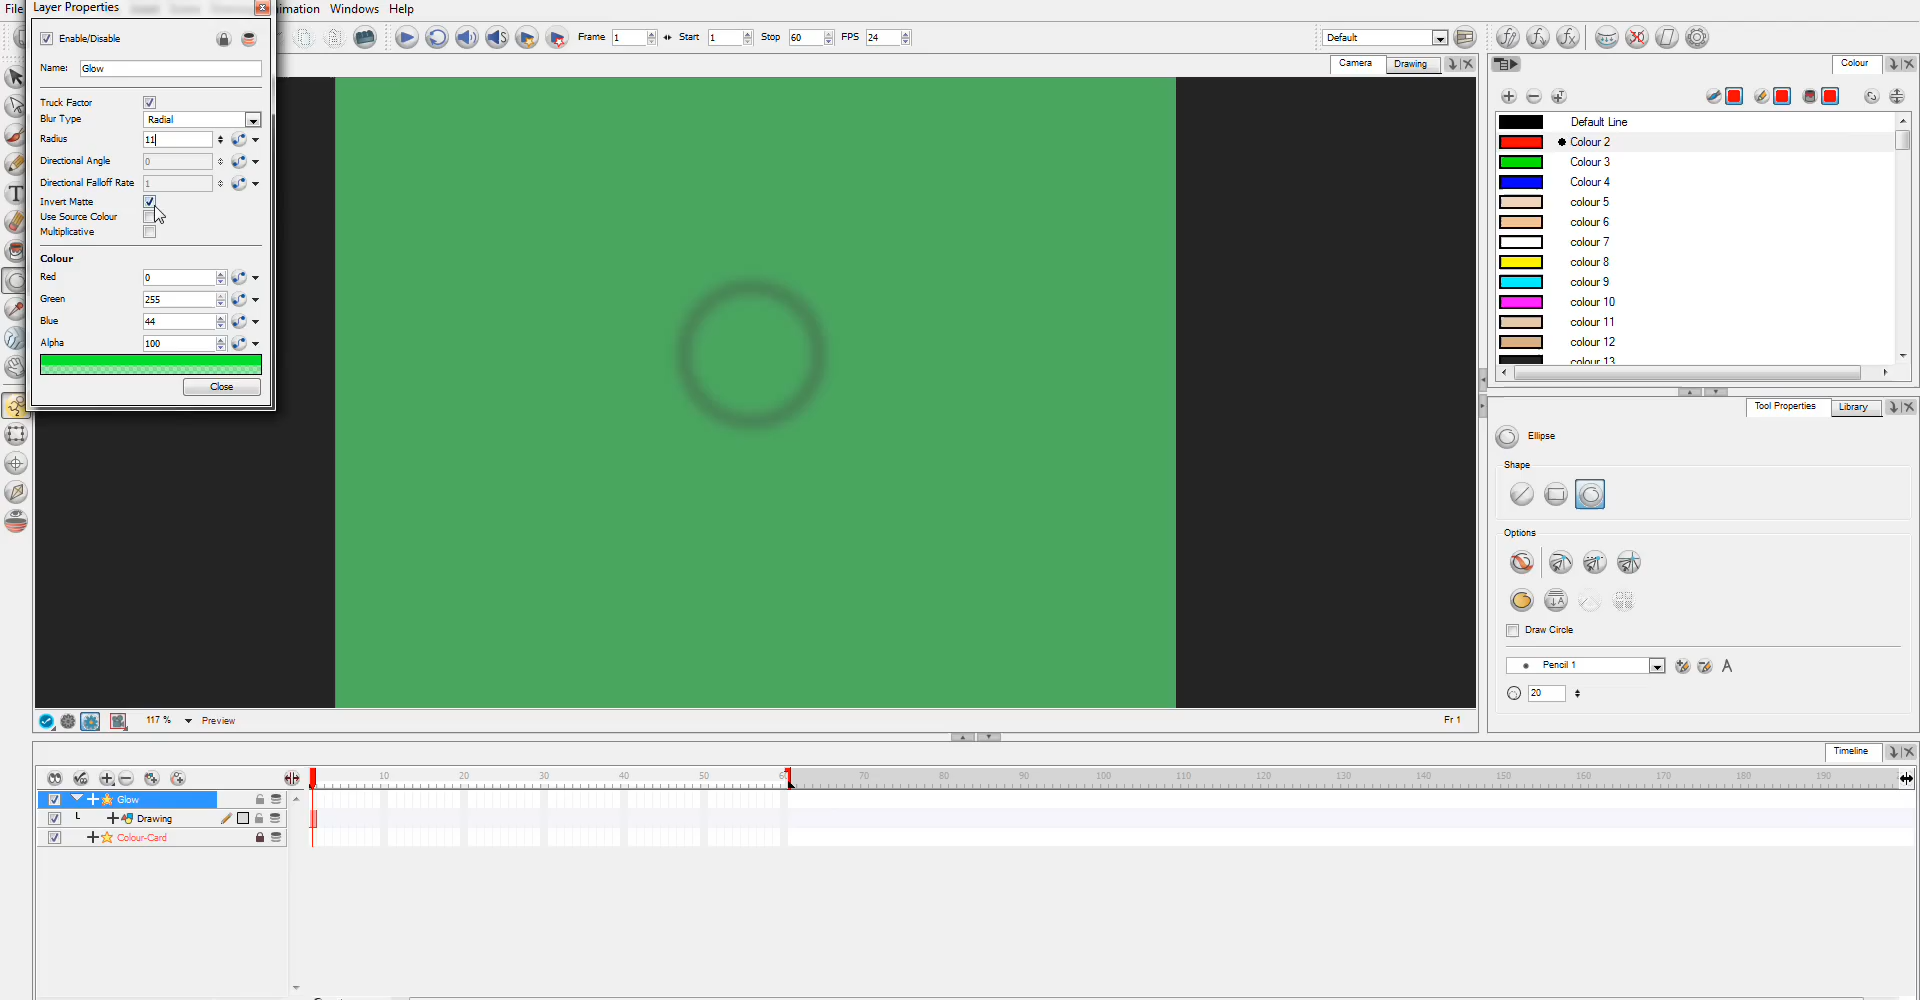 File
Animation Windows Help
Layer Properties
Enable/Disable
Name: Glow
Truck Factor
Blur Type Radial
Radius 11
Directional Angle 0
Directional Falloff Rate 1
Invert Matte
Use Source Colour
Multiplicative
Colour
Red 0
Green 255
Blue 44
Alpha 100
Close
Frame 1 Start 1 Stop 60 FPS 24
Default
Camera Drawing
117 % Preview
Fr 1
Colour
Default Line
Colour 2
Colour 3
Colour 4
colour 5
colour 6
colour 7
colour 8
colour 9
colour 10
colour 11
colour 12
colour 13
Tool Properties Library
Ellipse
Shape
Options
Draw Circle
Pencil 1
A
20
Timeline
10 20 30 40 50 60 70 80 90 100 110 120 130 140 150 160 170 180 190
Glow
Drawing
Colour-Card